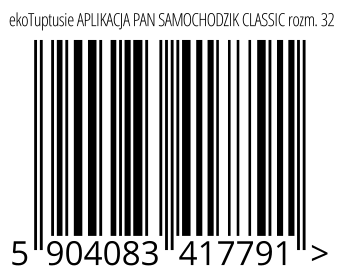 ekoTuptusie APLIKACJA PAN SAMOCHODZIK CLASSIC rozm. 32
5 904083 417791 >